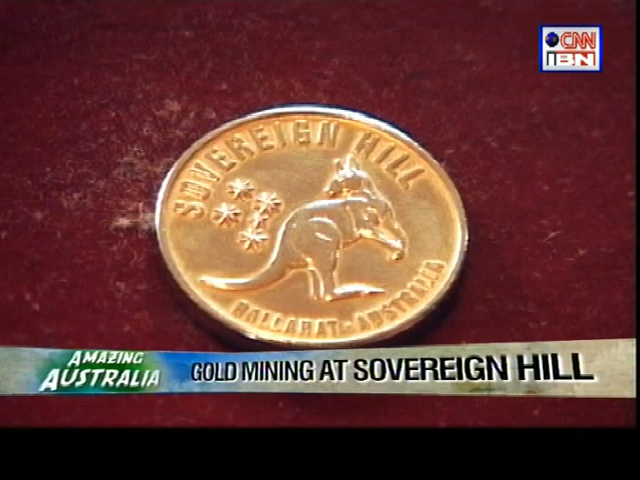 CNN
IBN
SOVEREIGN HILL
BALLARAT-AUSTRALIA
AMAZING
AUSTRALIA
GOLD MINING AT SOVEREIGN HILL